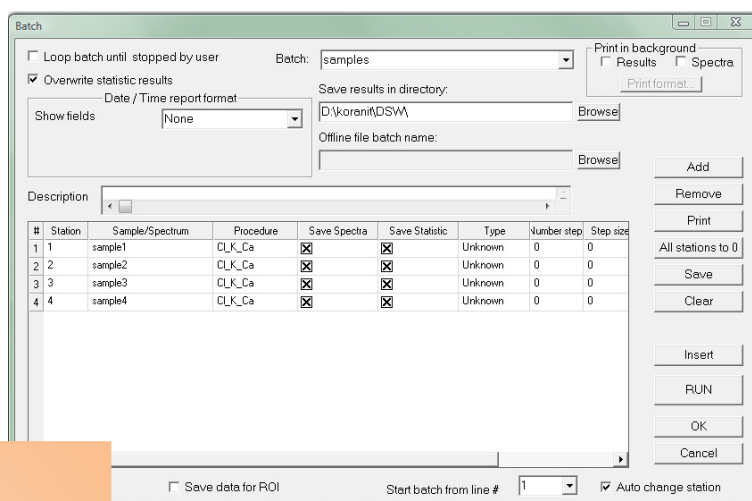 Batch
Loop batch until stopped by user
Batch: samples
Print in background
Results Spectra
Print format...
Overwrite statistic results
Date / Time report format
Show fields None
Save results in directory:
D:\koranit\DSW\ Browse
Offline file batch name:
Browse
Description
Add
Remove
Print
All stations to 0
Save
Clear
Insert
RUN
OK
Cancel
# Station Sample/Spectrum Procedure Save Spectra Save Statistic Type Number step Step size
1 1 sample1 Cl_K_Ca Unknown 0 0
2 2 sample2 Cl_K_Ca Unknown 0 0
3 3 sample3 Cl_K_Ca Unknown 0 0
4 4 sample4 Cl_K_Ca Unknown 0 0
Save data for ROI
Start batch from line # 1
Auto change station